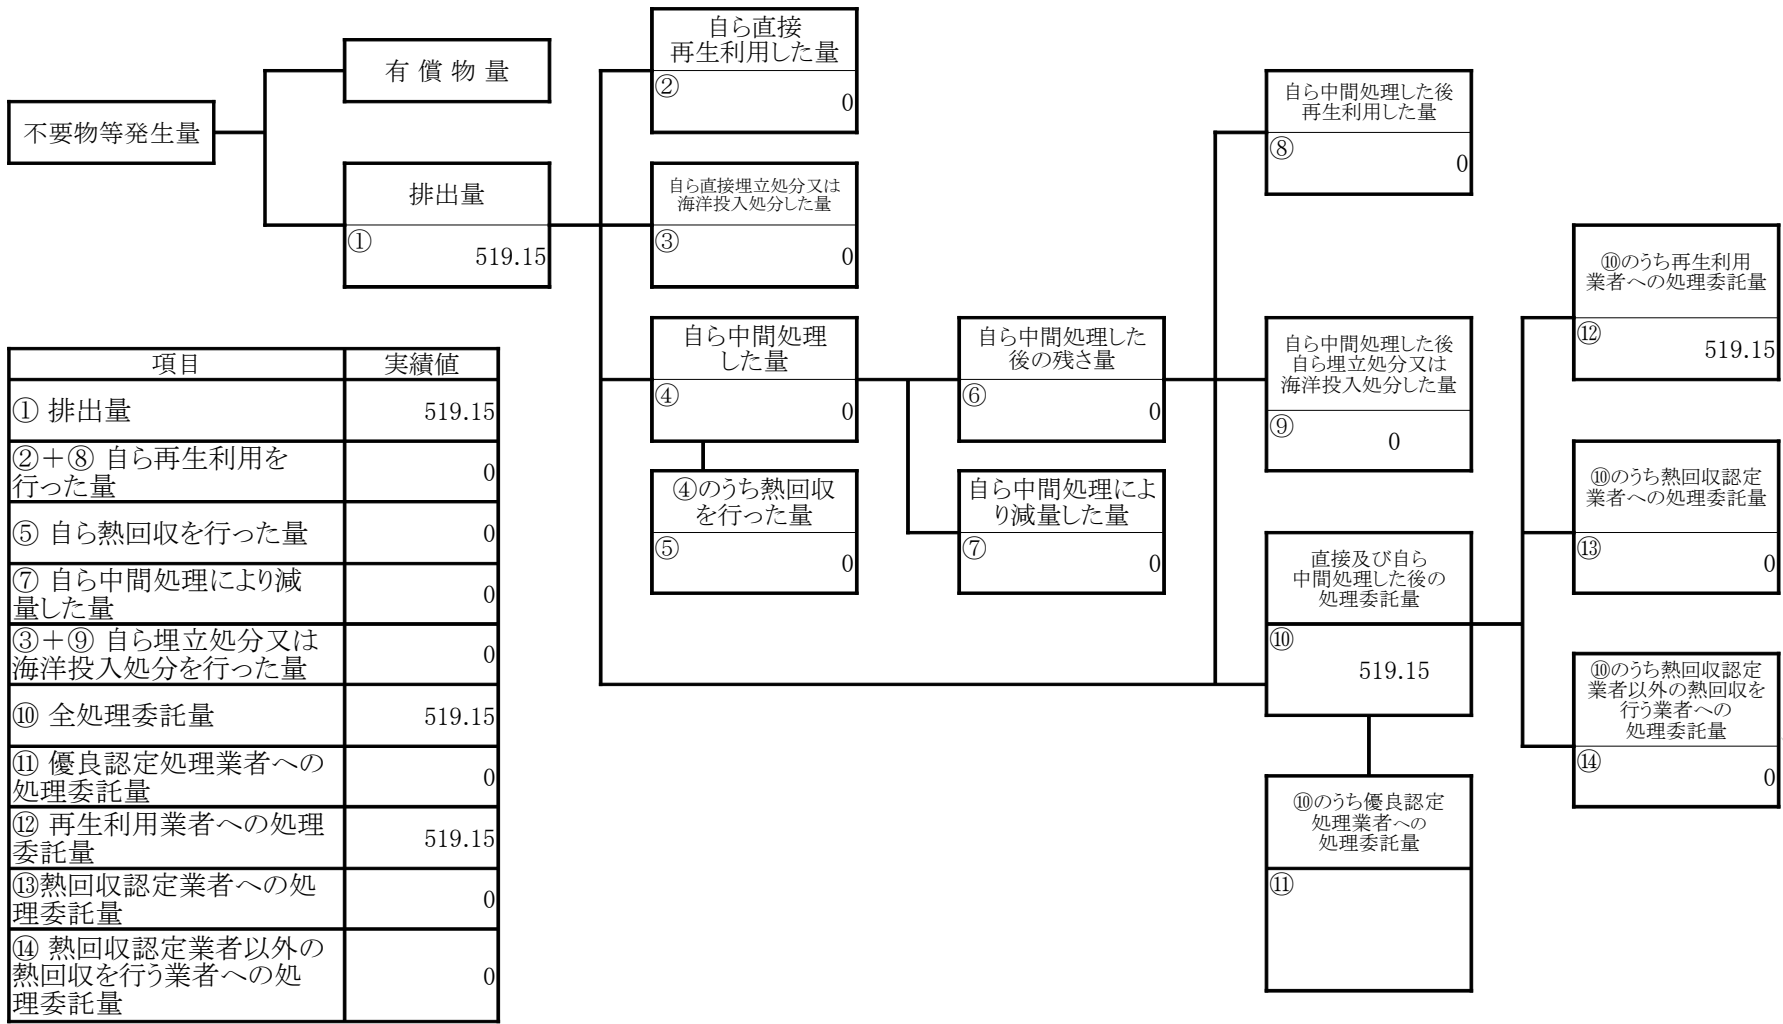 不要物等発生量
有 償 物 量
排出量
①
519.15
自ら直接
再生利用した量
②
0
自ら直接埋立処分又は
海洋投入処分した量
③
0
自ら中間処理
した量
④
0
④のうち熱回収
を行った量
⑤
0
自ら中間処理した
後の残さ量
⑥
0
自ら中間処理によ
り減量した量
⑦
0
自ら中間処理した後
再生利用した量
⑧
0
自ら中間処理した後
自ら埋立処分又は
海洋投入処分した量
⑨
0
直接及び自ら
中間処理した後の
処理委託量
⑩
519.15
⑩のうち優良認定
処理業者への
処理委託量
⑪
⑩のうち再生利用
業者への処理委託量
⑫
519.15
⑩のうち熱回収認定
業者への処理委託量
⑬
0
⑩のうち熱回収認定
業者以外の熱回収を
行う業者への
処理委託量
⑭
0
項目 実績値
① 排出量 519.15
②＋⑧ 自ら再生利用を
行った量 0
⑤ 自ら熱回収を行った量 0
⑦ 自ら中間処理により減
量した量 0
③＋⑨ 自ら埋立処分又は
海洋投入処分を行った量 0
⑩ 全処理委託量 519.15
⑪ 優良認定処理業者への
処理委託量 0
⑫ 再生利用業者への処理
委託量 519.15
⑬熱回収認定業者への処
理委託量 0
⑭ 熱回収認定業者以外の
熱回収を行う業者への処
理委託量 0